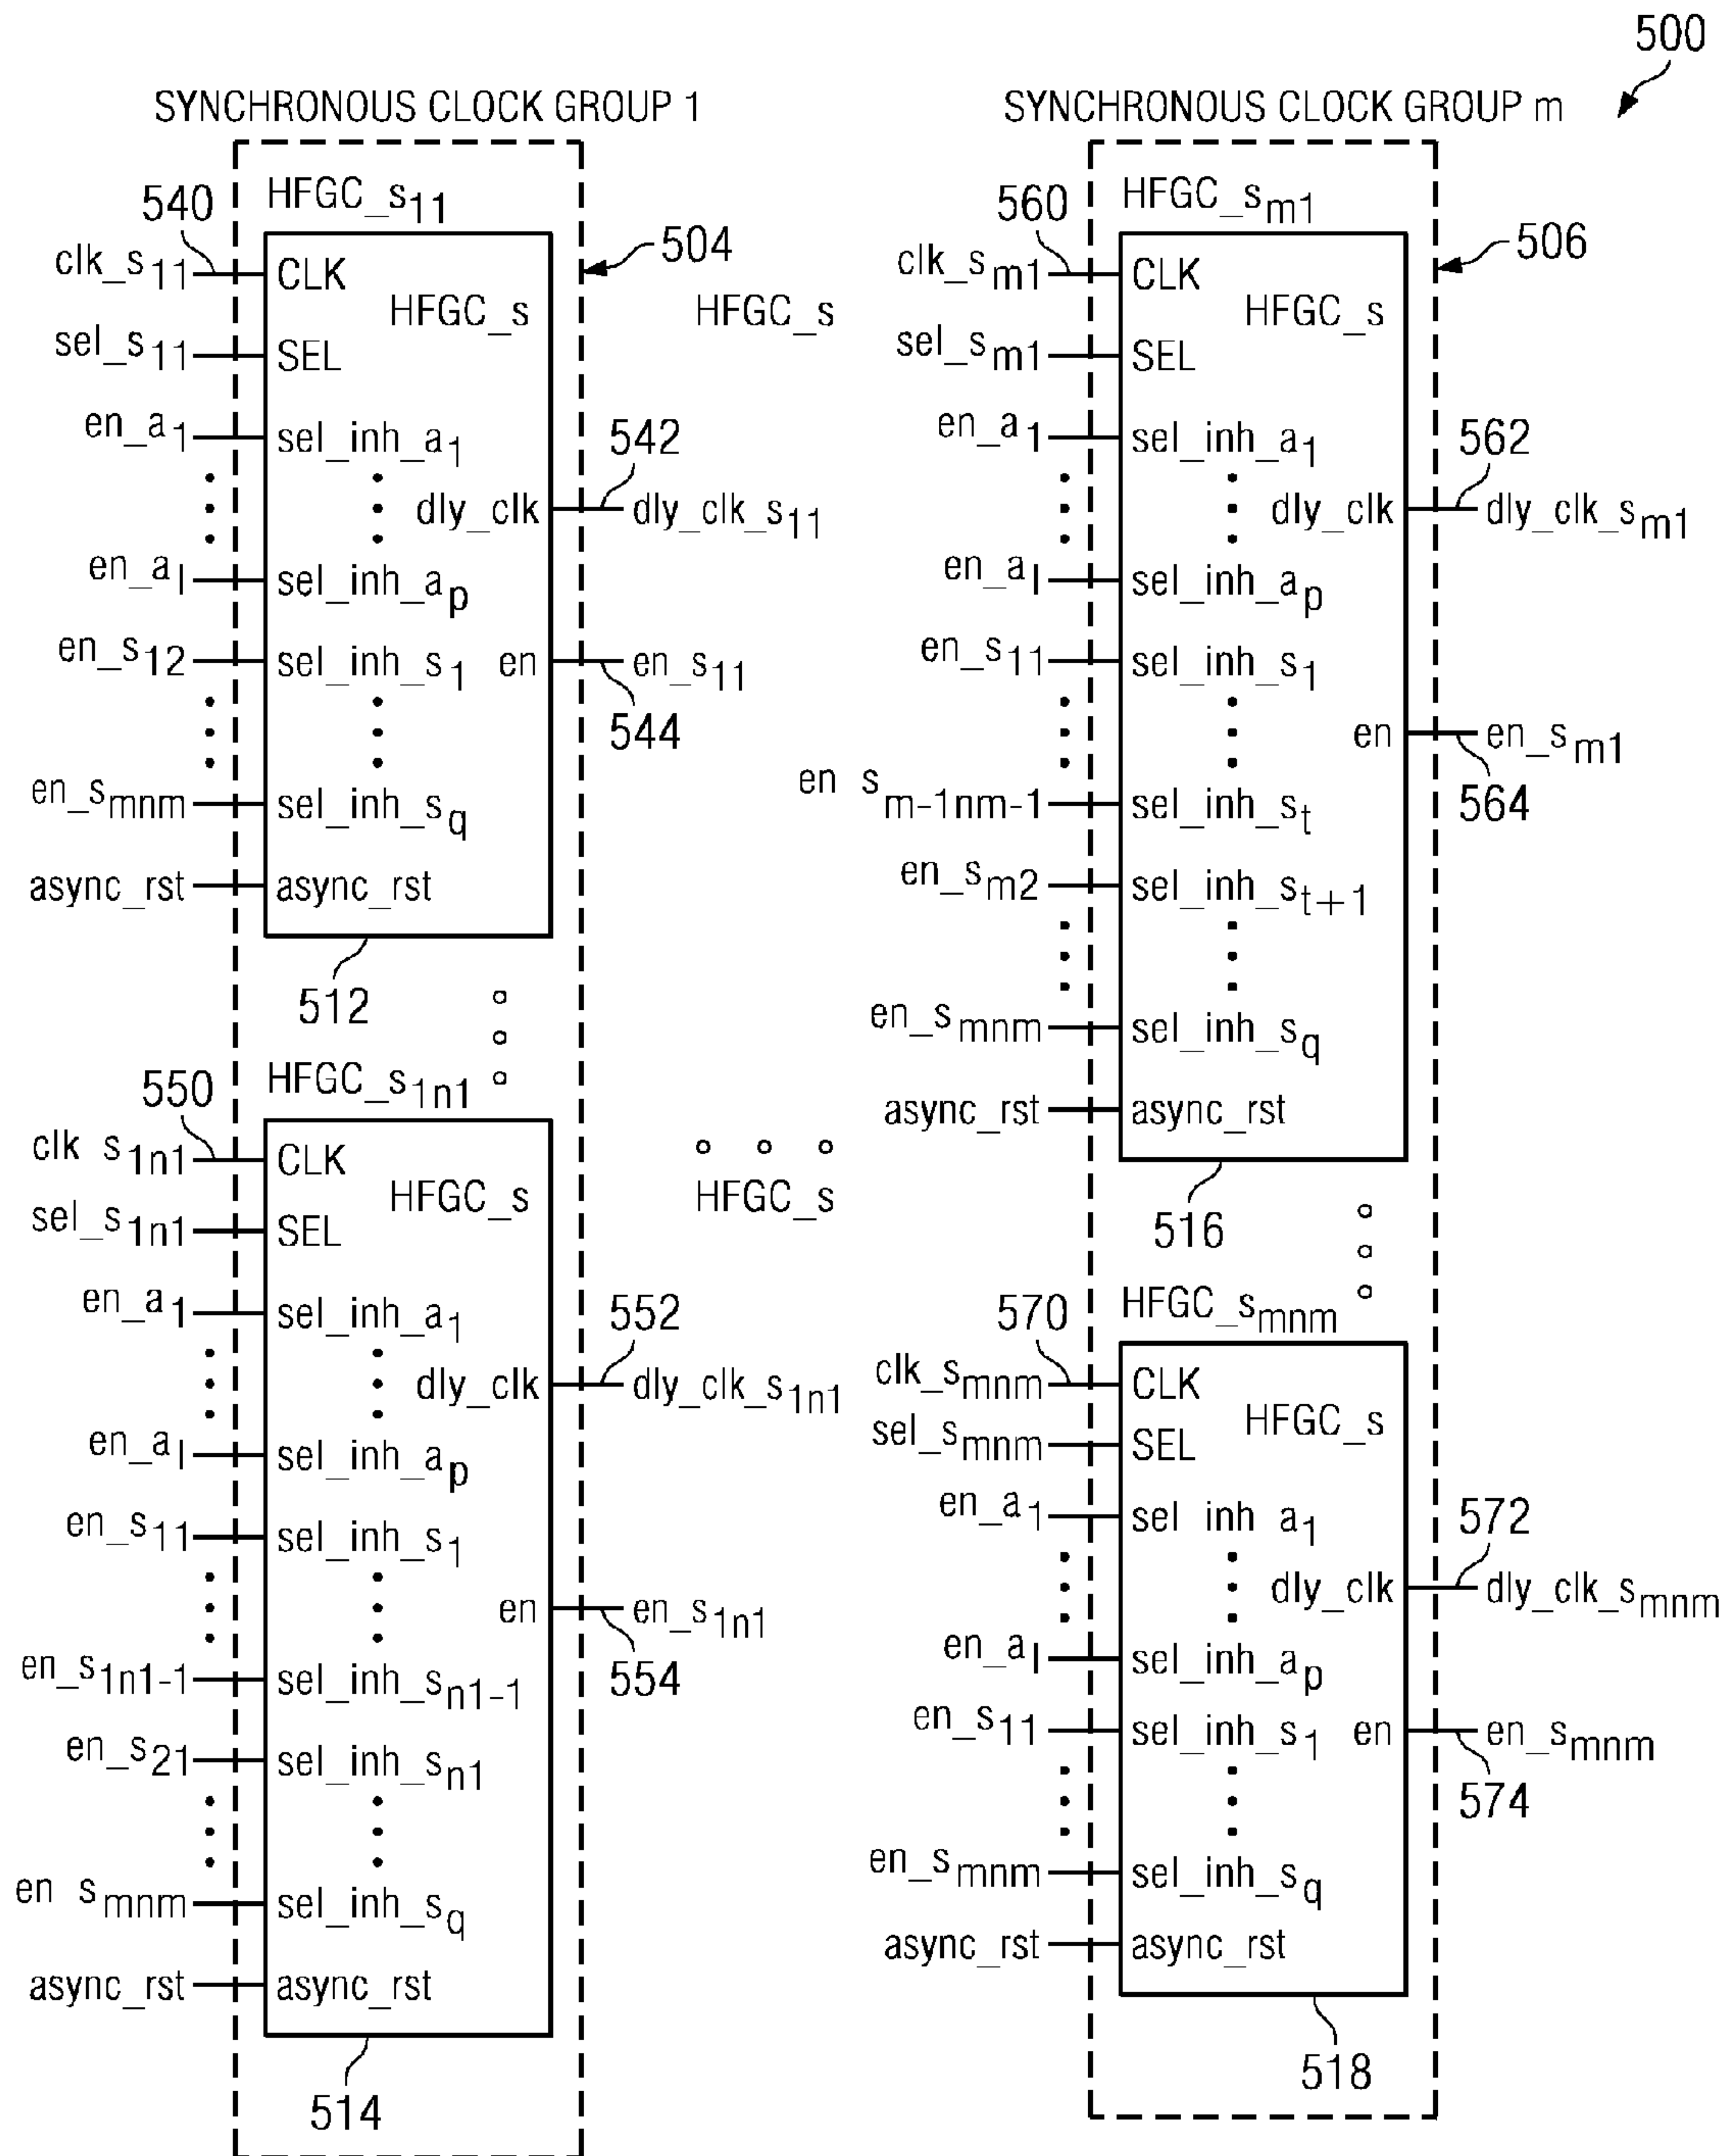 500
SYNCHRONOUS CLOCK GROUP 1
HFGC_s11
540
504
clk_s11
CLK
HFGC_s
HFGC_s
sel_s11
SEL
en_a1
sel_inh_a1
542
dly_clk
dly_clk_s11
en_al
sel_inh_ap
en_s12
sel_inh_s1
en
en_s11
544
en_smnm
sel_inh_sq
async_rst
async_rst
512
HFGC_s1n1
550
clk s1n1
CLK
HFGC_s
HFGC_s
sel_s1n1
SEL
en_a1
sel_inh_a1
552
dly_clk
dly_clk_s1n1
en_al
sel_inh_ap
en_s11
sel_inh_s1
en
en_s1n1
554
en_s1n1-1
sel_inh_sn1-1
en_s21
sel_inh_sn1
en smnm
sel_inh_sq
async_rst
async_rst
514
SYNCHRONOUS CLOCK GROUP m
HFGC_sm1
560
506
clk_sm1
CLK
HFGC_s
sel_sm1
SEL
en_a1
sel_inh_a1
562
dly_clk
dly_clk_sm1
en_al
sel_inh_ap
en_s11
sel_inh_s1
en
en_sm1
564
en s
m-1nm-1
sel_inh_st
en_sm2
sel_inh_st+1
en_smnm
sel_inh_sq
async_rst
async_rst
516
HFGC_smnm
570
clk_smnm
CLK
HFGC_s
sel_smnm
SEL
en_a1
sel inh a1
572
dly_clk
dly_clk_smnm
en_al
sel_inh_ap
en_s11
sel_inh_s1
en
en_smnm
574
en_smnm
sel_inh_sq
async_rst
async_rst
518